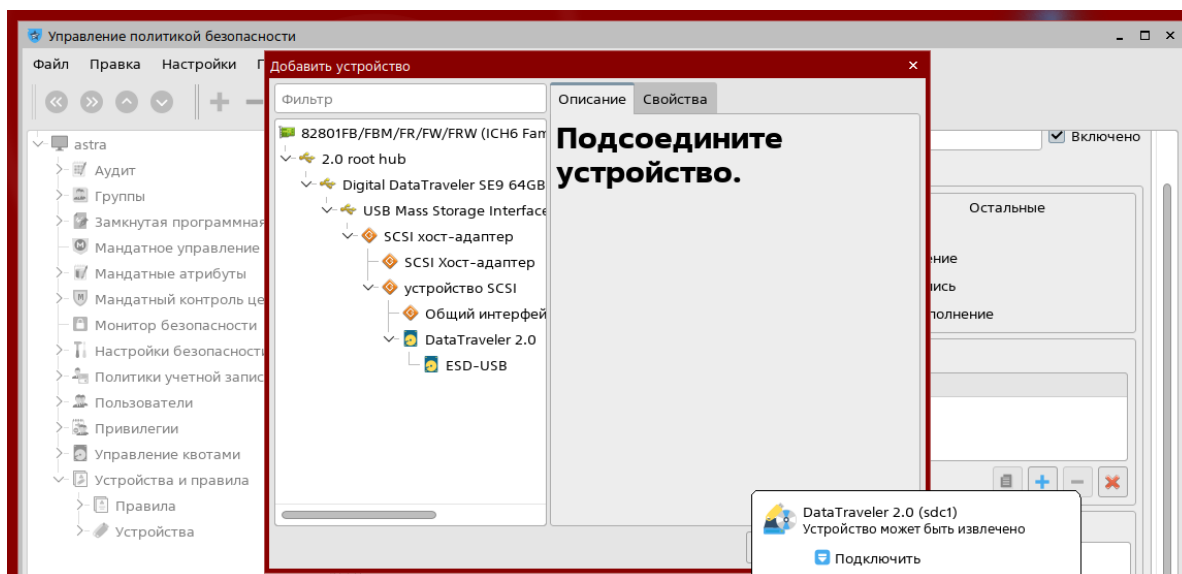 Управление политикой безопасности
Файл Правка Настройки
Добавить устройство
Фильтр
Описание Свойства
Подсоедините
устройство.
82801FB/FBM/FR/FW/FRW (ICH6 Fam
2.0 root hub
Digital DataTraveler SE9 64GB
USB Mass Storage Interface
SCSI хост-адаптер
SCSI Хост-адаптер
устройство SCSI
Общий интерфей
DataTraveler 2.0
ESD-USB
astra
Аудит
Группы
Замкнутая программная
Мандатное управление
Мандатные атрибуты
Мандатный контроль це
Монитор безопасности
Настройки безопасности
Политики учетной запис
Пользователи
Привилегии
Управление квотами
Устройства и правила
Правила
Устройства
Включено
Остальные
ние
ись
полнение
DataTraveler 2.0 (sdc1)
Устройство может быть извлечено
Подключить